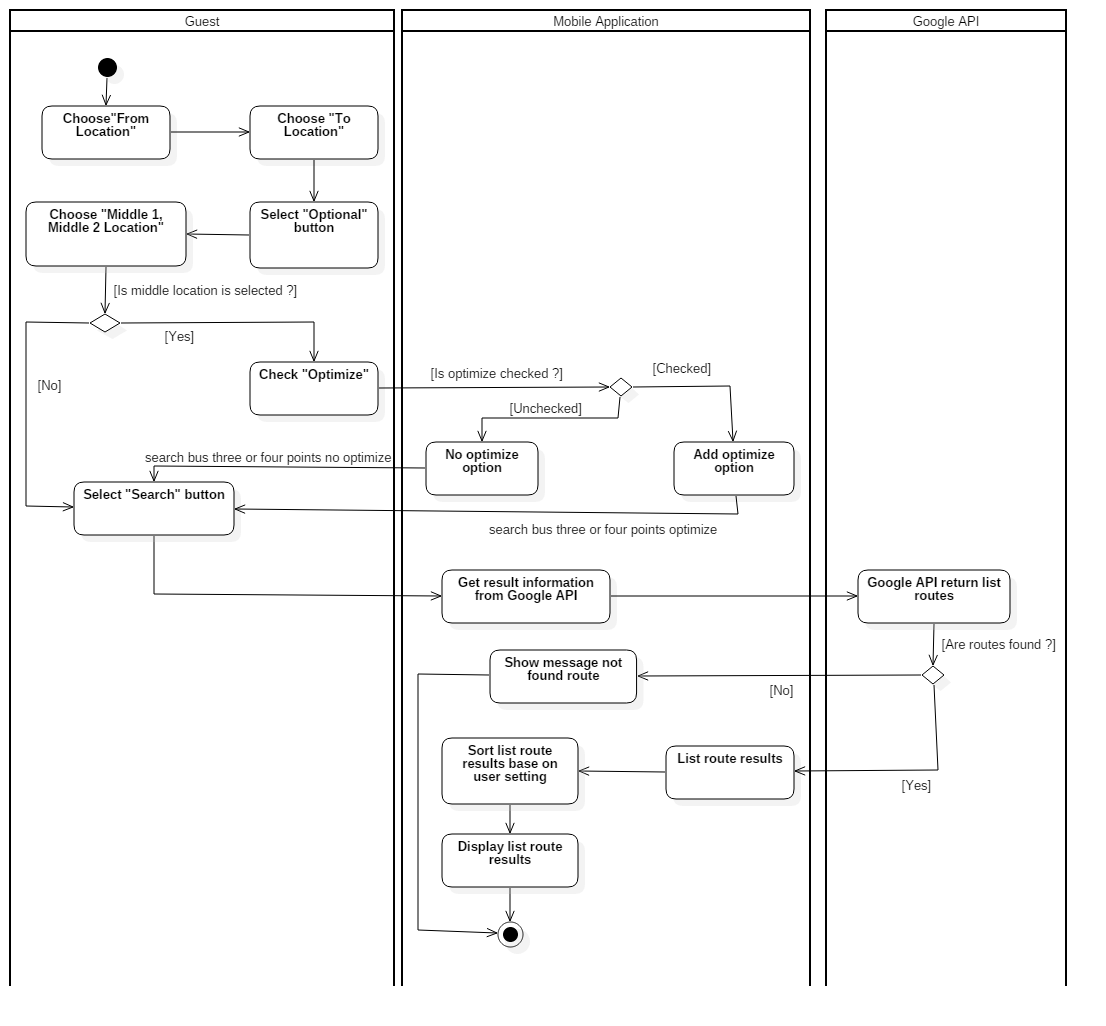 Guest
Mobile Application
Google API
Choose"From
Location"
Choose "To
Location"
Choose "Middle 1,
Middle 2 Location"
Select "Optional"
button
[Is middle location is selected ?]
[Yes]
[No]
Check "Optimize"
[Is optimize checked ?]
[Checked]
[Unchecked]
No optimize
option
Add optimize
option
search bus three or four points no optimize
Select "Search" button
search bus three or four points optimize
Get result information
from Google API
Google API return list
routes
[Are routes found ?]
Show message not
found route
[No]
Sort list route
results base on
user setting
List route results
[Yes]
Display list route
results